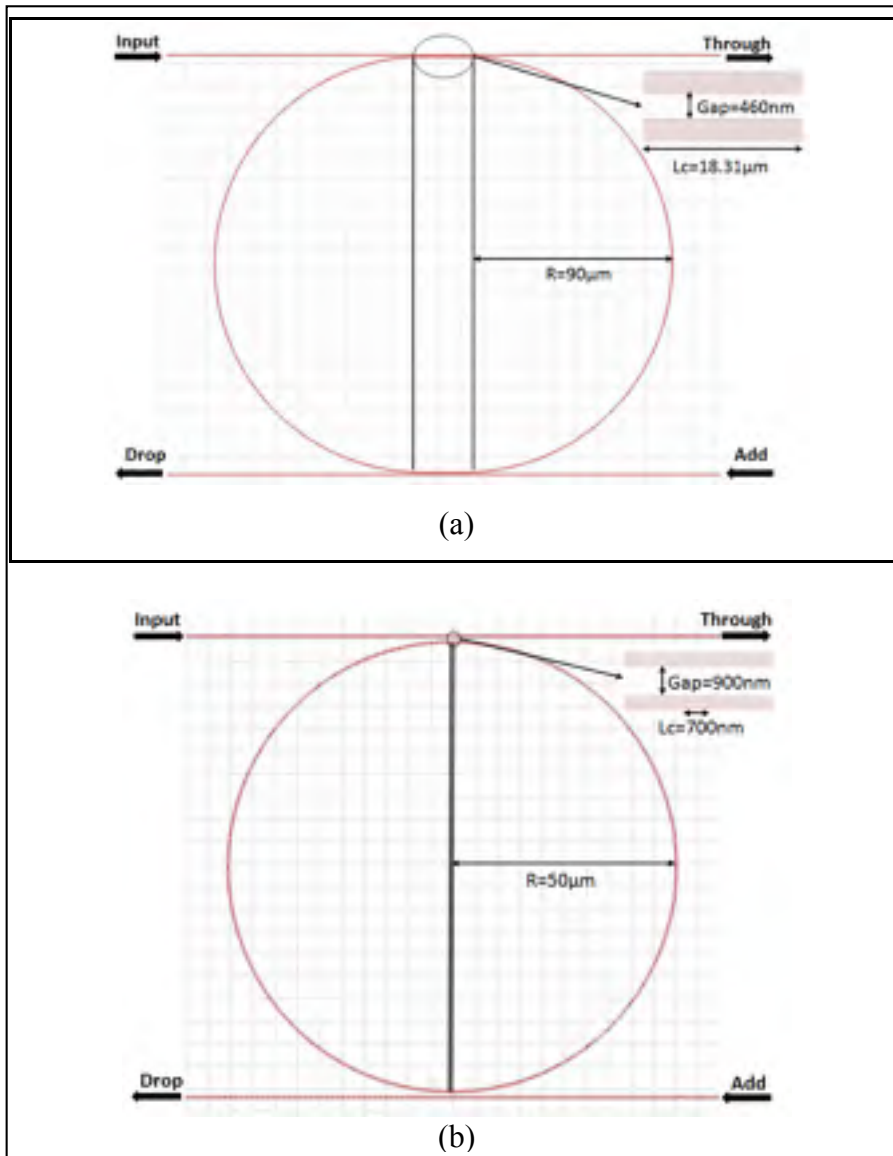 Input
Through
Gap=460nm
Lc=18.31µm
R=90µm
Drop
Add
(a)
Input
Through
Gap=900nm
Lc=700nm
R=50µm
Drop
Add
(b)